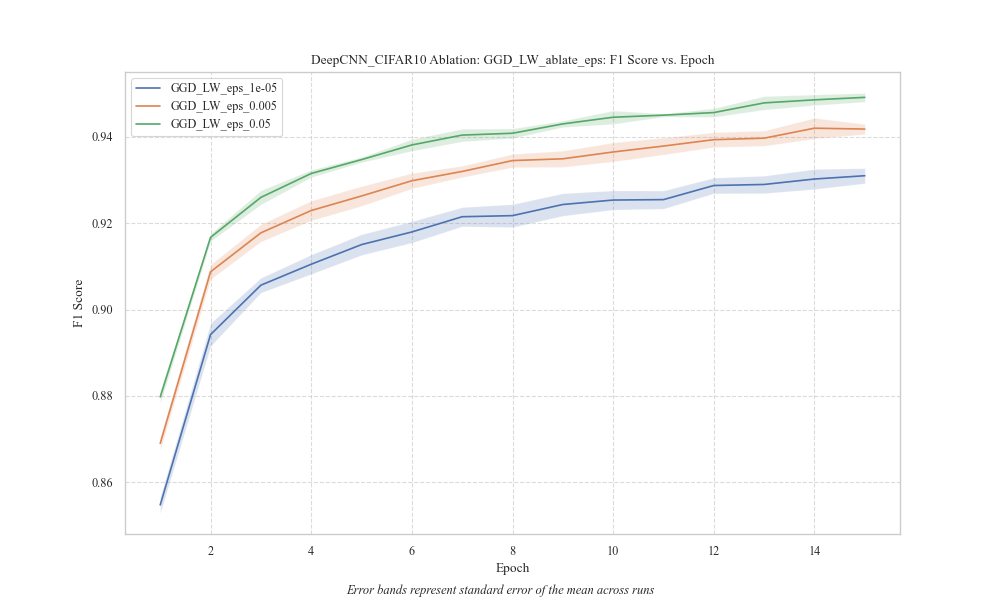 DeepCNN_CIFAR10 Ablation: GGD_LW_ablate_eps: F1 Score vs. Epoch
GGD_LW_eps_1e-05
GGD_LW_eps_0.005
GGD_LW_eps_0.05
F1 Score
0.94
0.92
0.90
0.88
0.86
2 4 6 8 10 12 14
Epoch
Error bands represent standard error of the mean across runs